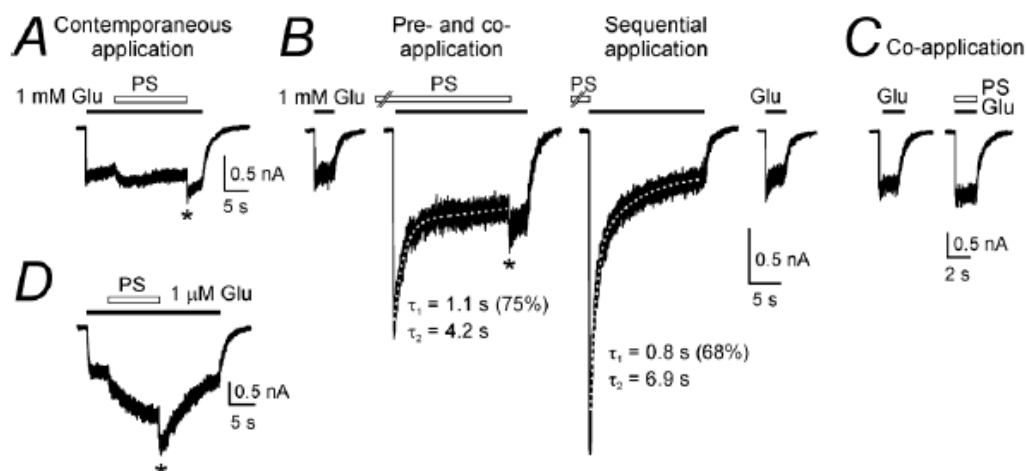 A
Contemporaneous
application
PS
1 mM Glu
0.5 nA
5 s
*
B
Pre- and co-
application
PS
1 mM Glu
*
τ₁ = 1.1 s (75%)
τ₂ = 4.2 s
Sequential
application
PS
τ₁ = 0.8 s (68%)
τ₂ = 6.9 s
Glu
0.5 nA
5 s
C
Co-application
Glu
PS
Glu
0.5 nA
2 s
D
PS
1 μM Glu
0.5 nA
5 s
*